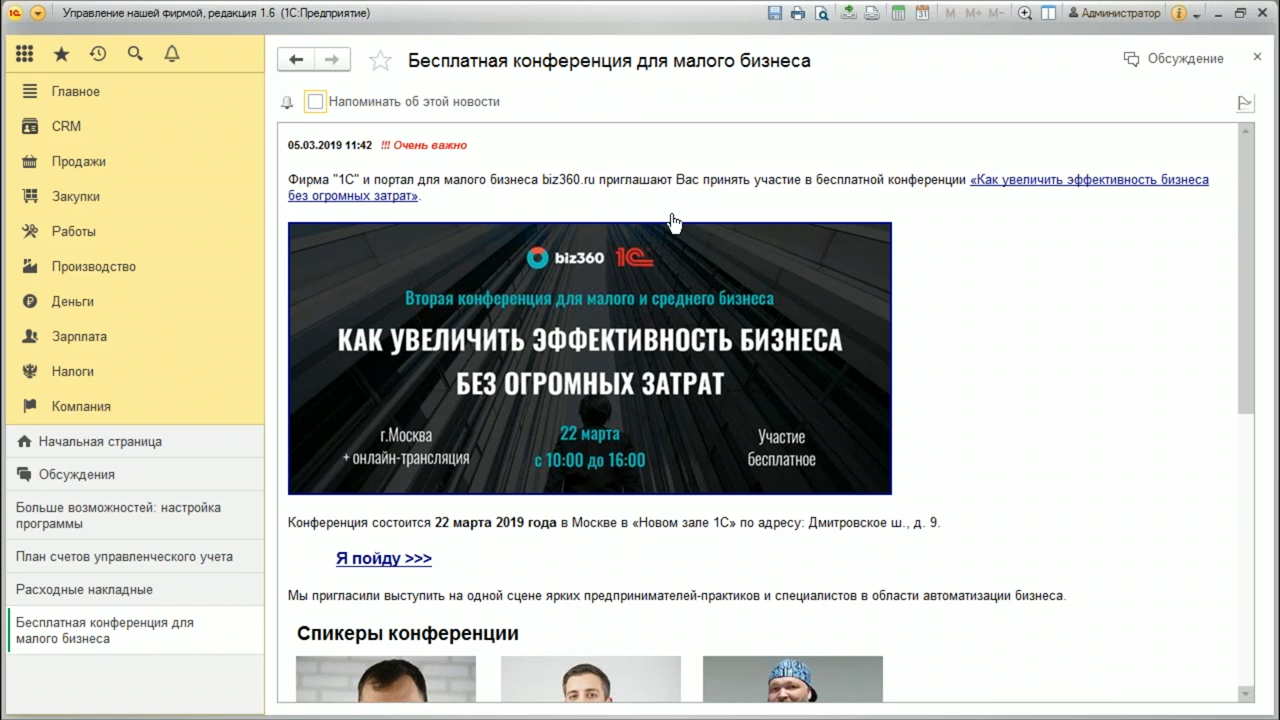 Управление нашей фирмой, редакция 1.6 (1С:Предприятие)
M M+ M-
Администратор
Бесплатная конференция для малого бизнеса
Обсуждение
Напоминать об этой новости
Главное
CRM
Продажи
Закупки
Работы
Производство
Деньги
Зарплата
Налоги
Компания
Начальная страница
Обсуждения
Больше возможностей: настройка
программы
План счетов управленческого учета
Расходные накладные
Бесплатная конференция для
малого бизнеса
05.03.2019 11:42 !!! Очень важно
Фирма "1С" и портал для малого бизнеса biz360.ru приглашают Вас принять участие в бесплатной конференции «Как увеличить эффективность бизнеса
без огромных затрат».
biz360 1С
Вторая конференция для малого и среднего бизнеса
КАК УВЕЛИЧИТЬ ЭФФЕКТИВНОСТЬ БИЗНЕСА
БЕЗ ОГРОМНЫХ ЗАТРАТ
г.Москва
+ онлайн-трансляция
22 марта
с 10:00 до 16:00
Участие
бесплатное
Конференция состоится 22 марта 2019 года в Москве в «Новом зале 1С» по адресу: Дмитровское ш., д. 9.
Я пойду >>>
Мы пригласили выступить на одной сцене ярких предпринимателей-практиков и специалистов в области автоматизации бизнеса.
Спикеры конференции